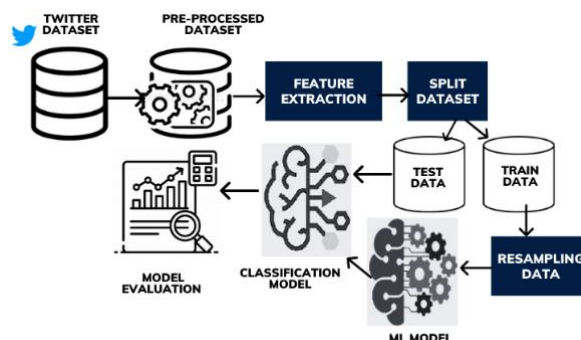 TWITTER
DATASET
PRE-PROCESSED
DATASET
FEATURE
EXTRACTION
SPLIT
DATASET
TEST
DATA
TRAIN
DATA
RESAMPLING
DATA
MODEL
EVALUATION
CLASSIFICATION
MODEL
ML MODEL